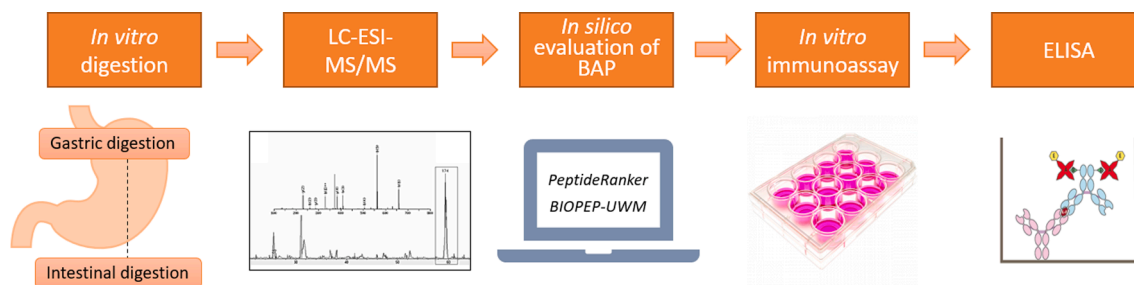 In vitro
digestion
LC-ESI-
MS/MS
In silico
evaluation of
BAP
In vitro
immunoassay
ELISA
Gastric digestion
Intestinal digestion
PeptideRanker
BIOPEP-UWM